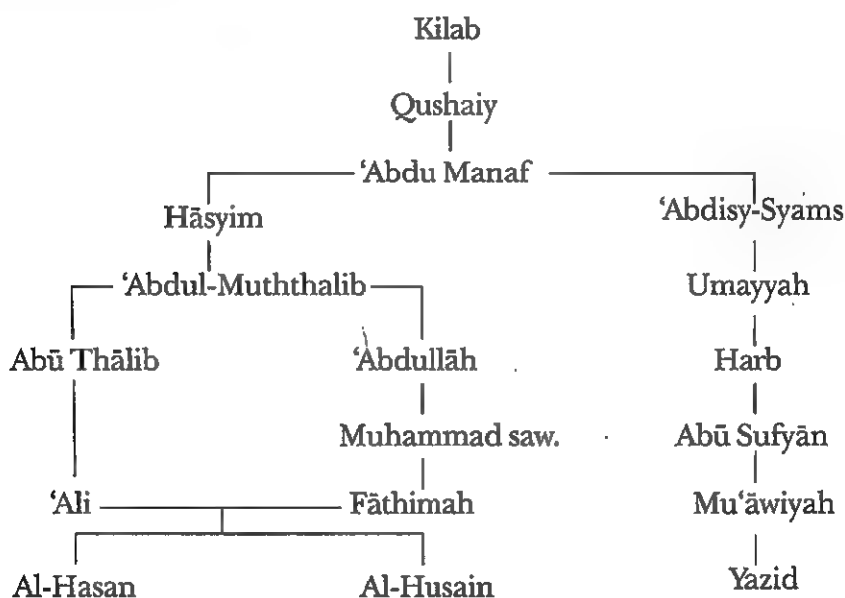 Kilab
Qushaiy
‘Abdu Manaf
Hāsyim
‘Abdisy-Syams
‘Abdul-Muththalib
Umayyah
Abū Thālib
‘Abdullāh
Harb
Muhammad saw.
Abū Sufyān
‘Ali
Fāthimah
Mu‘āwiyah
Al-Hasan
Al-Husain
Yazid